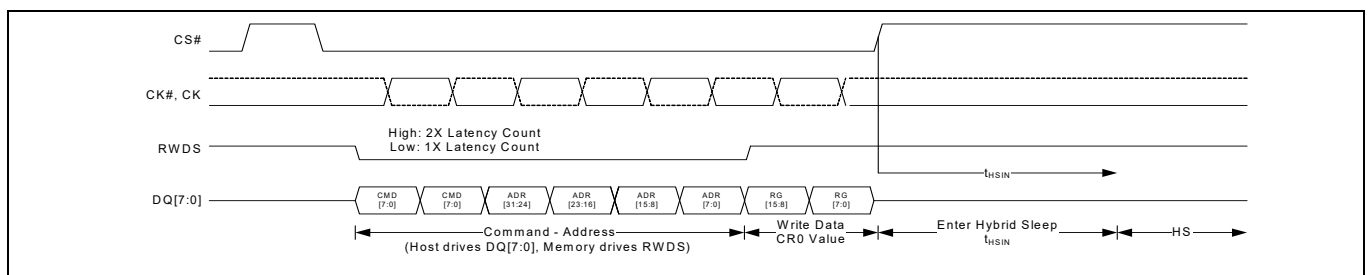 CS#
CK#, CK
High: 2X Latency Count
Low: 1X Latency Count
RWDS
tHSIN
DQ[7:0]
CMD
[7:0]
CMD
[7:0]
ADR
[31:24]
ADR
[23:16]
ADR
[15:8]
ADR
[7:0]
RG
[15:8]
RG
[7:0]
Command - Address
(Host drives DQ[7:0], Memory drives RWDS)
Write Data
CR0 Value
Enter Hybrid Sleep
tHSIN
HS